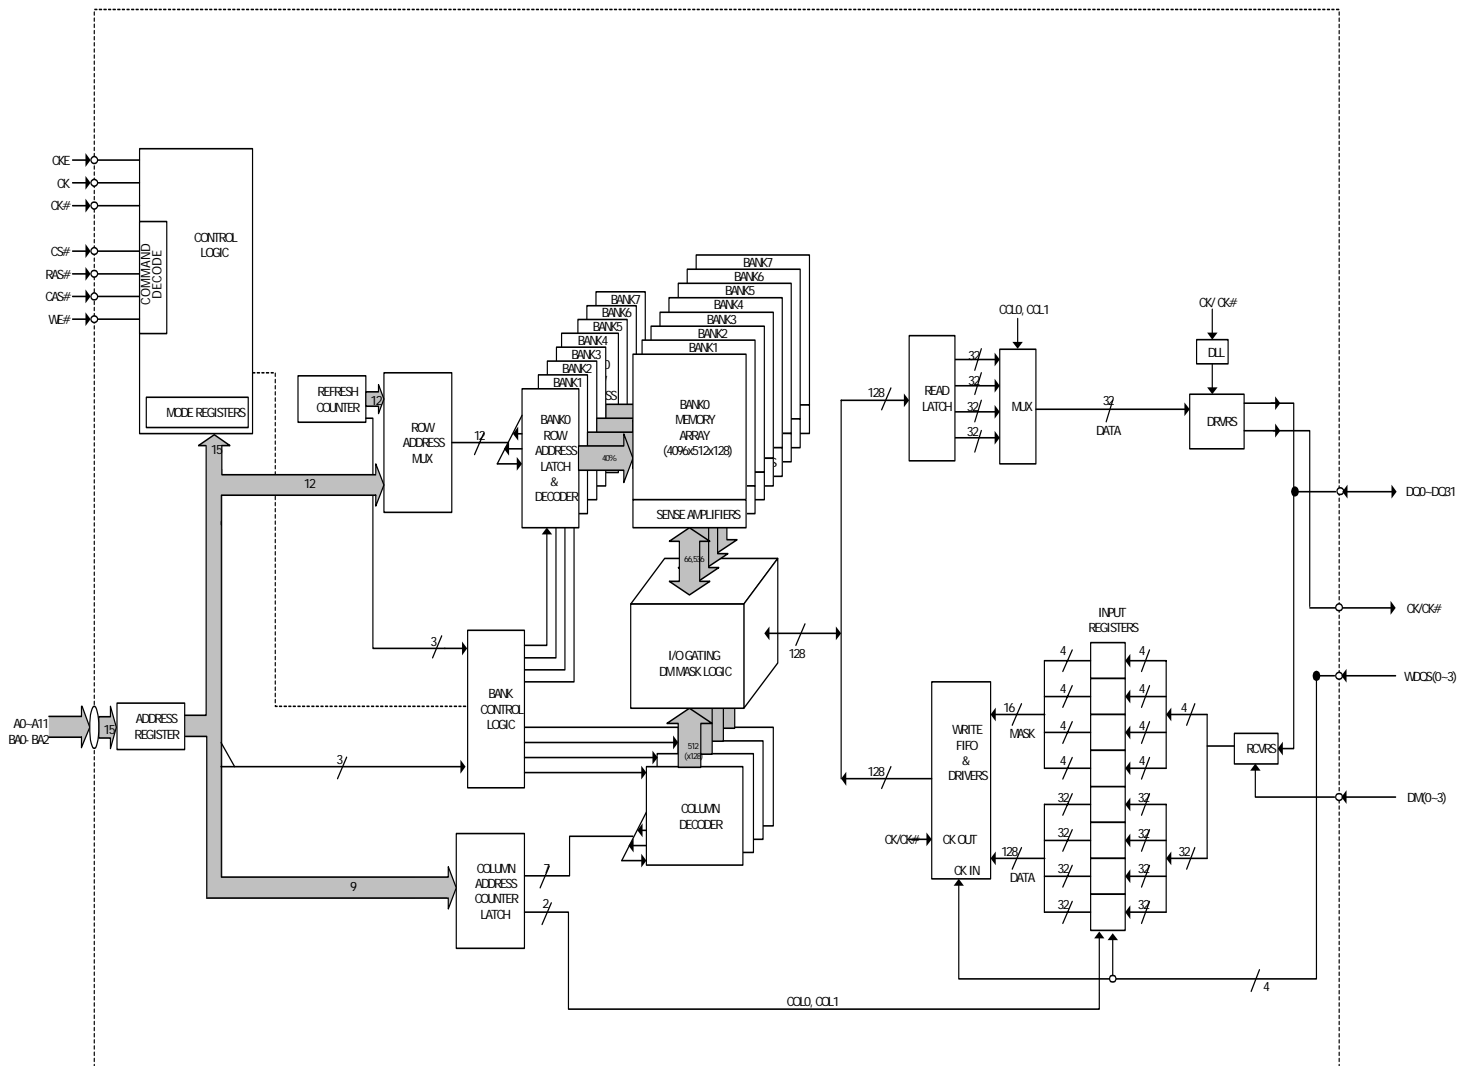 CKE
CK
CK#
CS#
RAS#
CAS#
WE#
COMMAND
DECODE
CONTROL
LOGIC
MODE REGISTERS
15
12
REFRESH
COUNTER
12
ROW
ADDRESS
MUX
12
BANK7
BANK6
BANK5
BANK4
BANK3
BANK2
BANK1
BANK0
ROW
ADDRESS
LATCH
&
DECODER
BANK7
BANK6
BANK5
BANK4
BANK3
BANK2
BANK1
BANK0
MEMORY
ARRAY
(4096x512x128)
SENSE AMPLIFIERS
I/O GATING
DM MASK LOGIC
128
3
BANK
CONTROL
LOGIC
3
A0~A11
BA0- BA2
15
ADDRESS
REGISTER
9
COLUMN
ADDRESS
COUNTER
LATCH
7
2
512
(x128)
COLUMN
DECODER
COL0, COL1
128
READ
LATCH
32
32
32
32
COL0, COL1
MUX
32
DATA
CK/ CK#
DLL
DRVRS
DQ0~DQ31
CK/CK#
WDQS(0~3)
DM(0~3)
RCVRS
INPUT
REGISTERS
4
4
4
4
4
4
4
4
32
32
32
32
32
32
32
32
4
32
16
MASK
128
DATA
WRITE
FIFO
&
DRIVERS
CK OUT
CK IN
CK/CK#
128
4